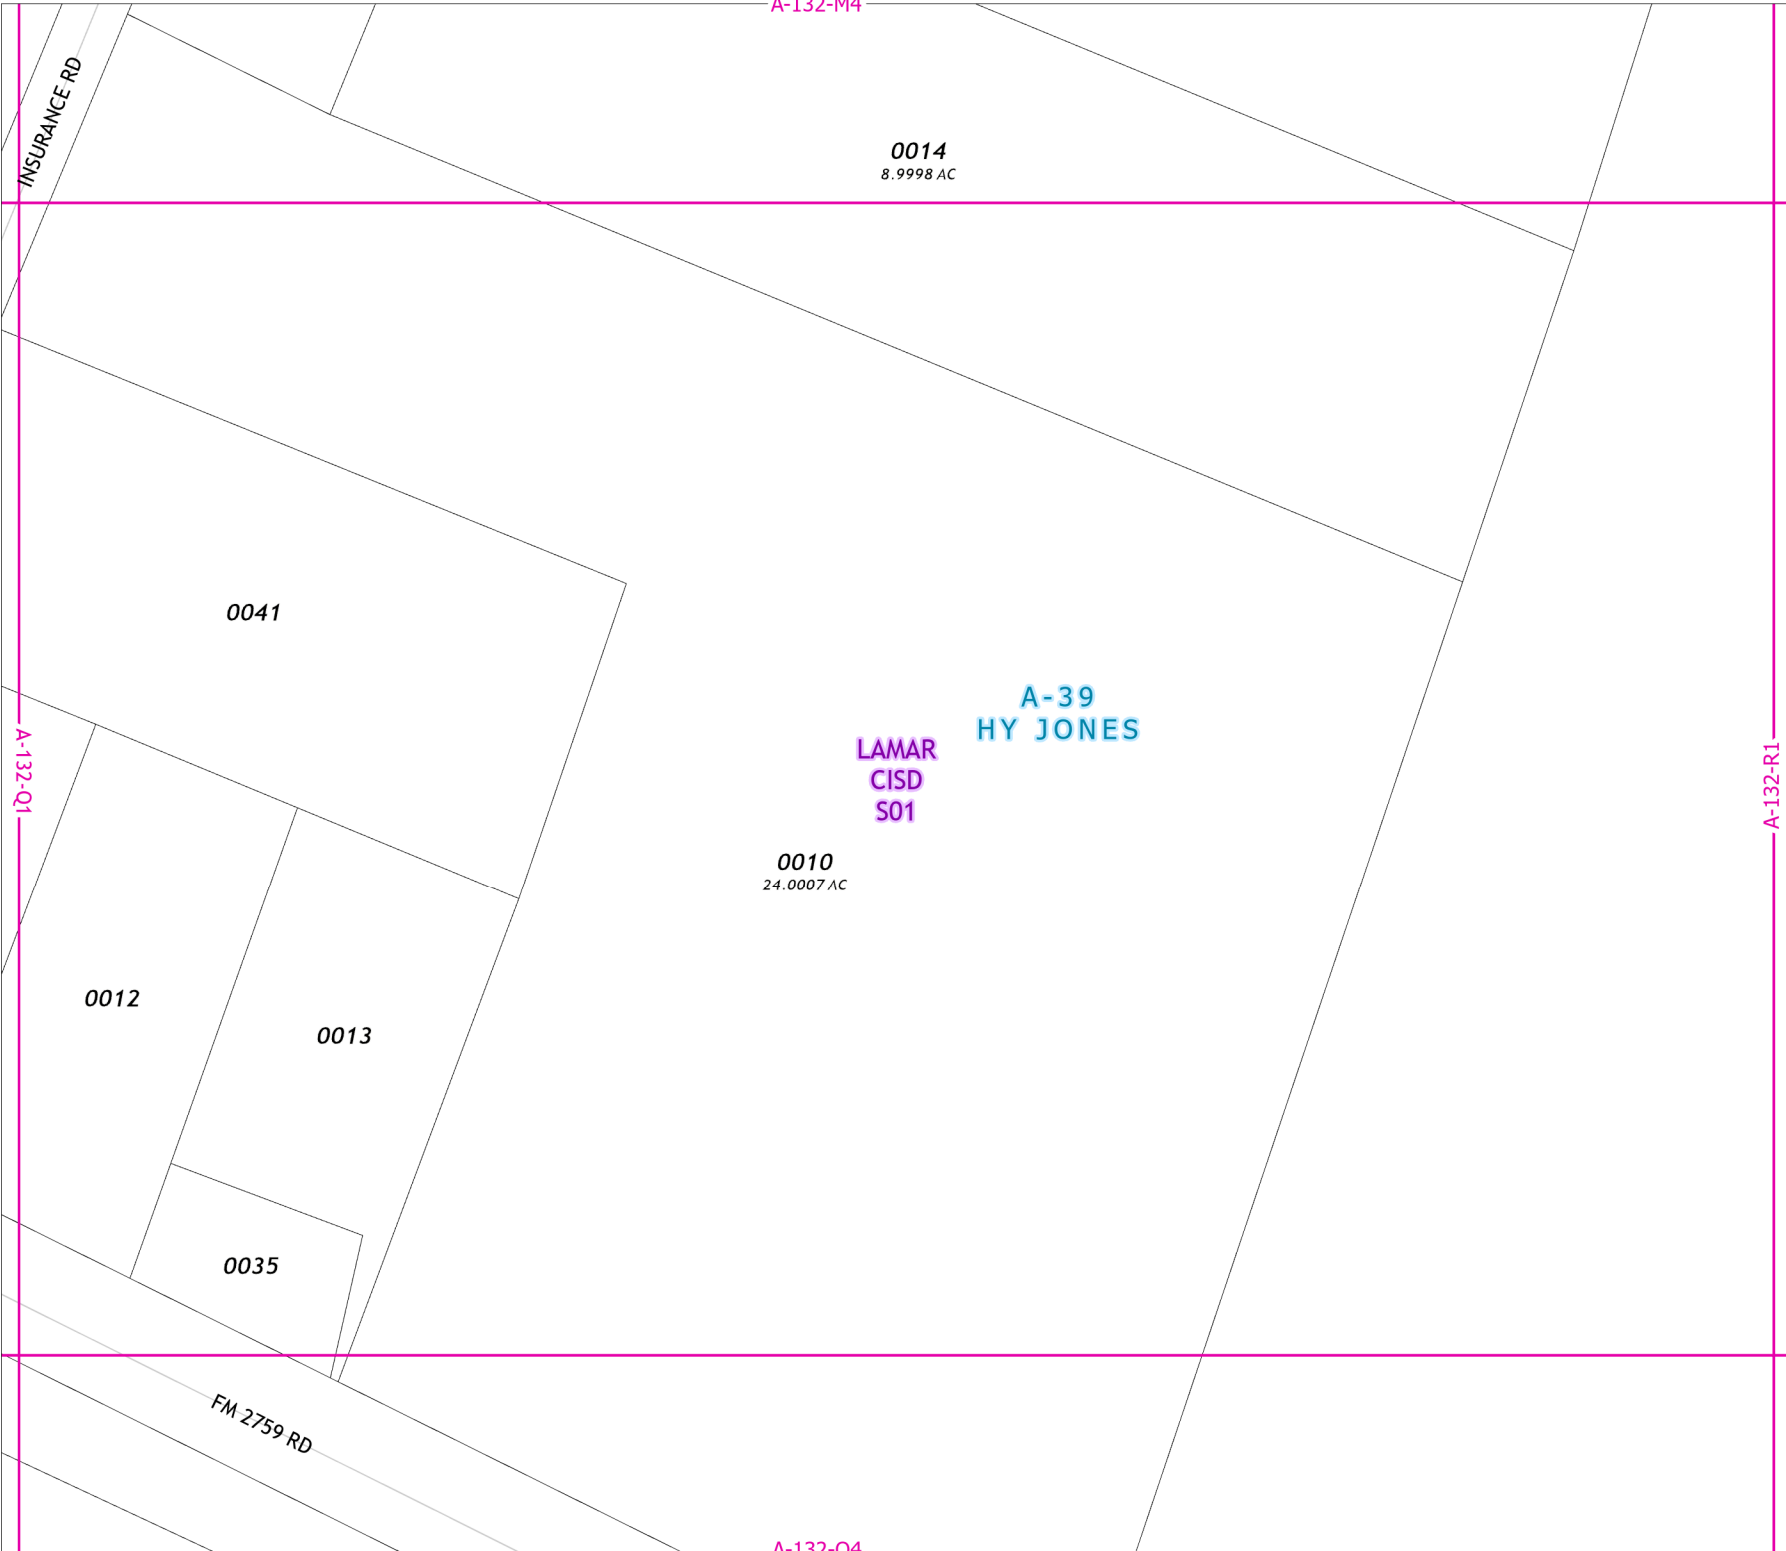 A-132-M4
INSURANCE RD
0014
8.9998 AC
0041
A-39
HY JONES
LAMAR
CISD
S01
A-132-Q1
A-132-R1
0010
24.0007 AC
0012
0013
0035
FM 2759 RD